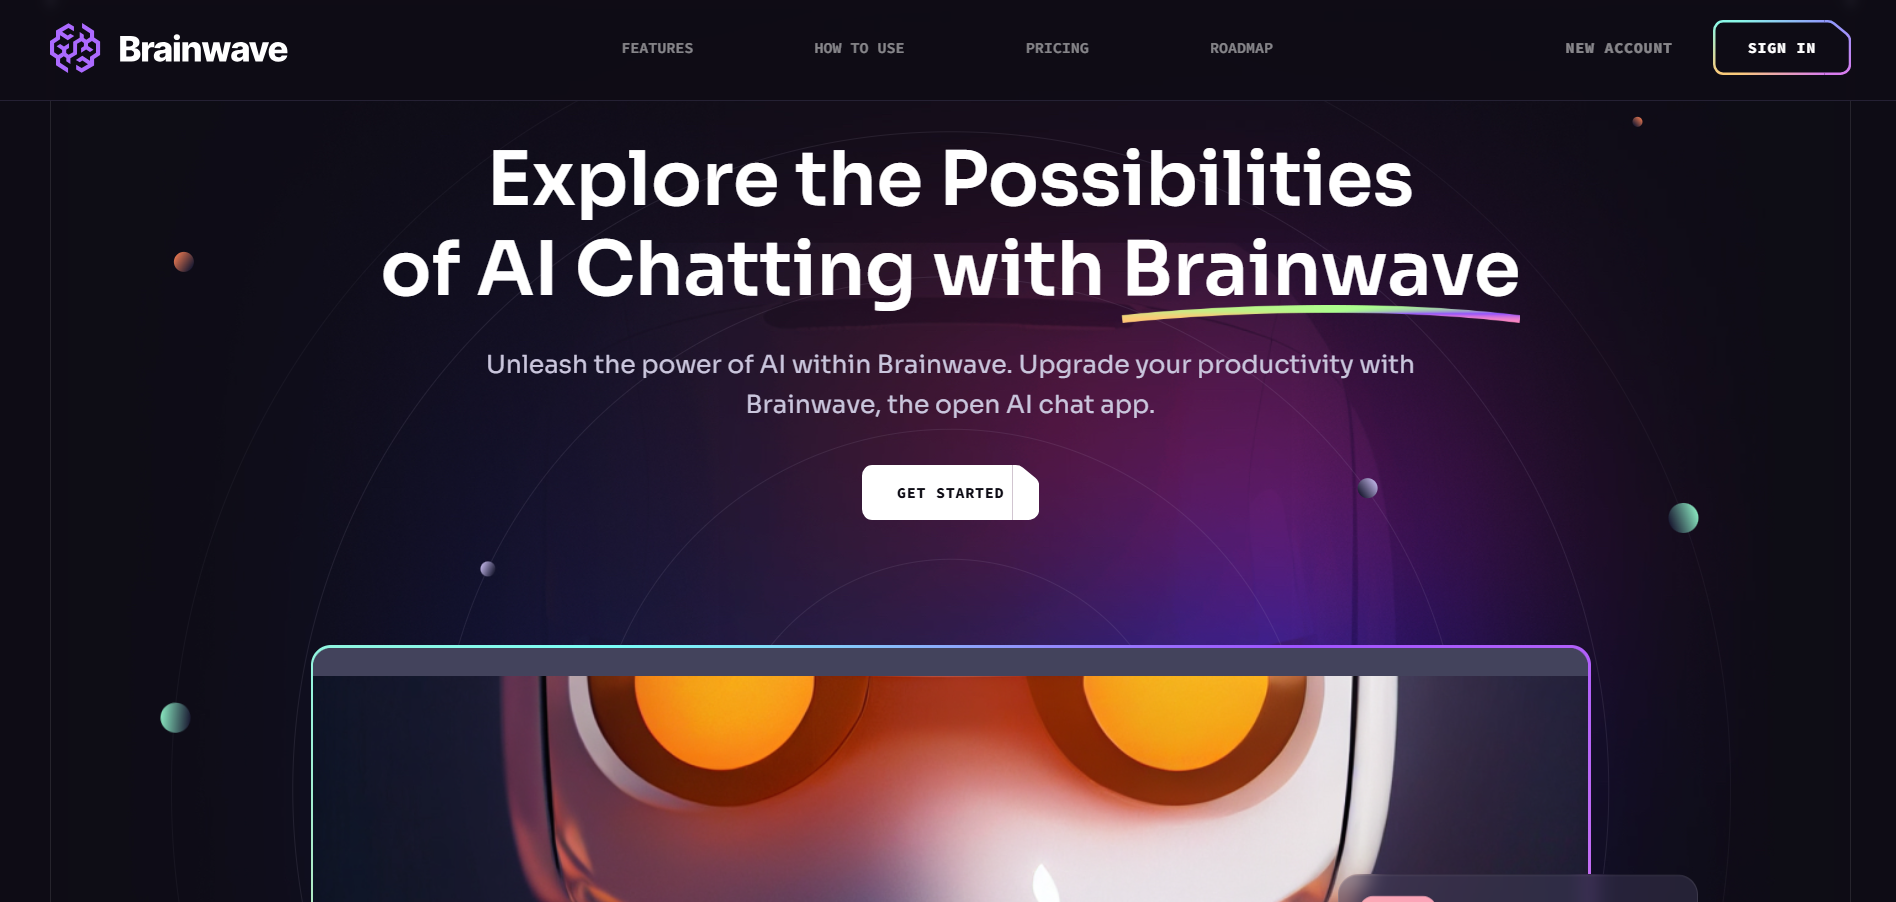 Brainwave
FEATURES
HOW TO USE
PRICING
ROADMAP
NEW ACCOUNT
SIGN IN
Explore the Possibilities
of AI Chatting with Brainwave
Unleash the power of AI within Brainwave. Upgrade your productivity with
Brainwave, the open AI chat app.
GET STARTED